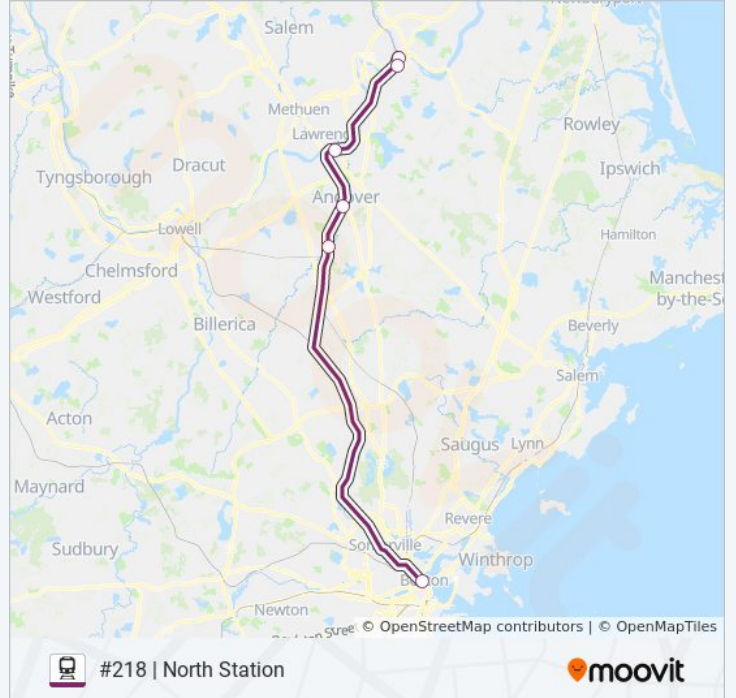 Salem
Methuen
Lawrenc
Rowley
Dracut
Ipswich
Tyngsborough
Andover
Lowell
Hamilton
Chelmsford
Manchest
by-the-Se
Westford
Billerica
Beverly
Salem
Acton
Saugus
Lynn
Maynard
Revere
Sudbury
Somerville
Winthrop
Boston
Newton
© OpenStreetMap contributors | © OpenMapTiles
#218 | North Station
moovit